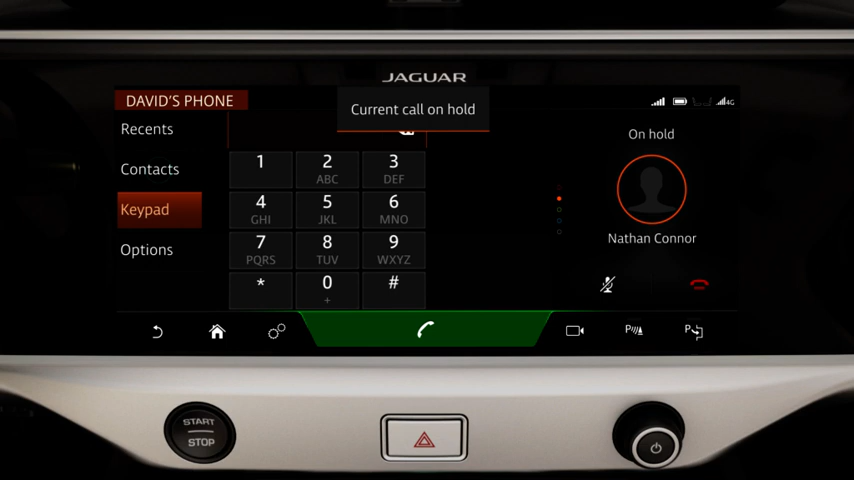 JAGUAR
DAVID'S PHONE
Current call on hold
4G
Recents
Contacts
Keypad
Options
1
2
ABC
3
DEF
4
GHI
5
JKL
6
MNO
7
PQRS
8
TUV
9
WXYZ
*
0
+
#
On hold
Nathan Connor
P
P
START
STOP